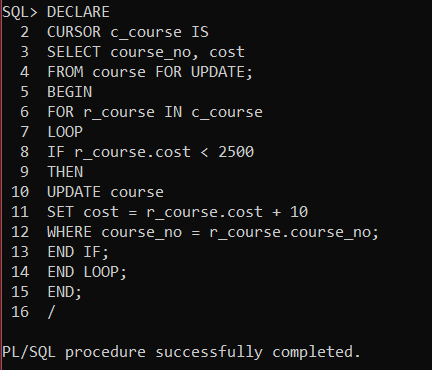 SQL> DECLARE
2 CURSOR c_course IS
3 SELECT course_no, cost
4 FROM course FOR UPDATE;
5 BEGIN
6 FOR r_course IN c_course
7 LOOP
8 IF r_course.cost < 2500
9 THEN
10 UPDATE course
11 SET cost = r_course.cost + 10
12 WHERE course_no = r_course.course_no;
13 END IF;
14 END LOOP;
15 END;
16 /
PL/SQL procedure successfully completed.